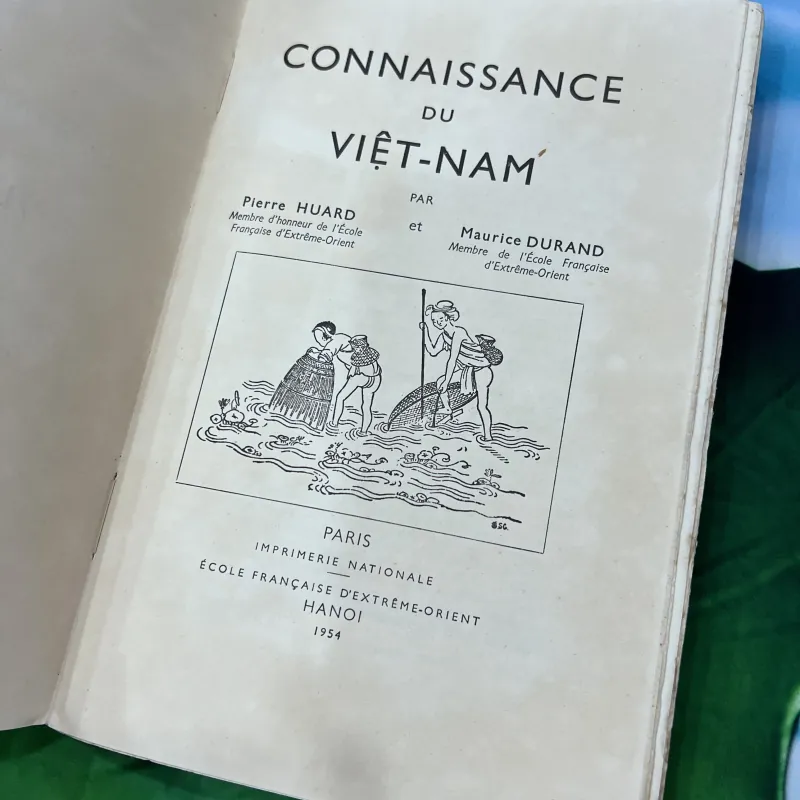 CONNAISSANCE
DU
VIỆT-NAM
PAR
Pierre HUARD
Membre d'honneur de l'École
Française d'Extrême-Orient
et
Maurice DURAND
Membre de l'École Française
d'Extrême-Orient
PARIS
IMPRIMERIE NATIONALE
ÉCOLE FRANÇAISE D'EXTRÊME-ORIENT
HANOI
1954